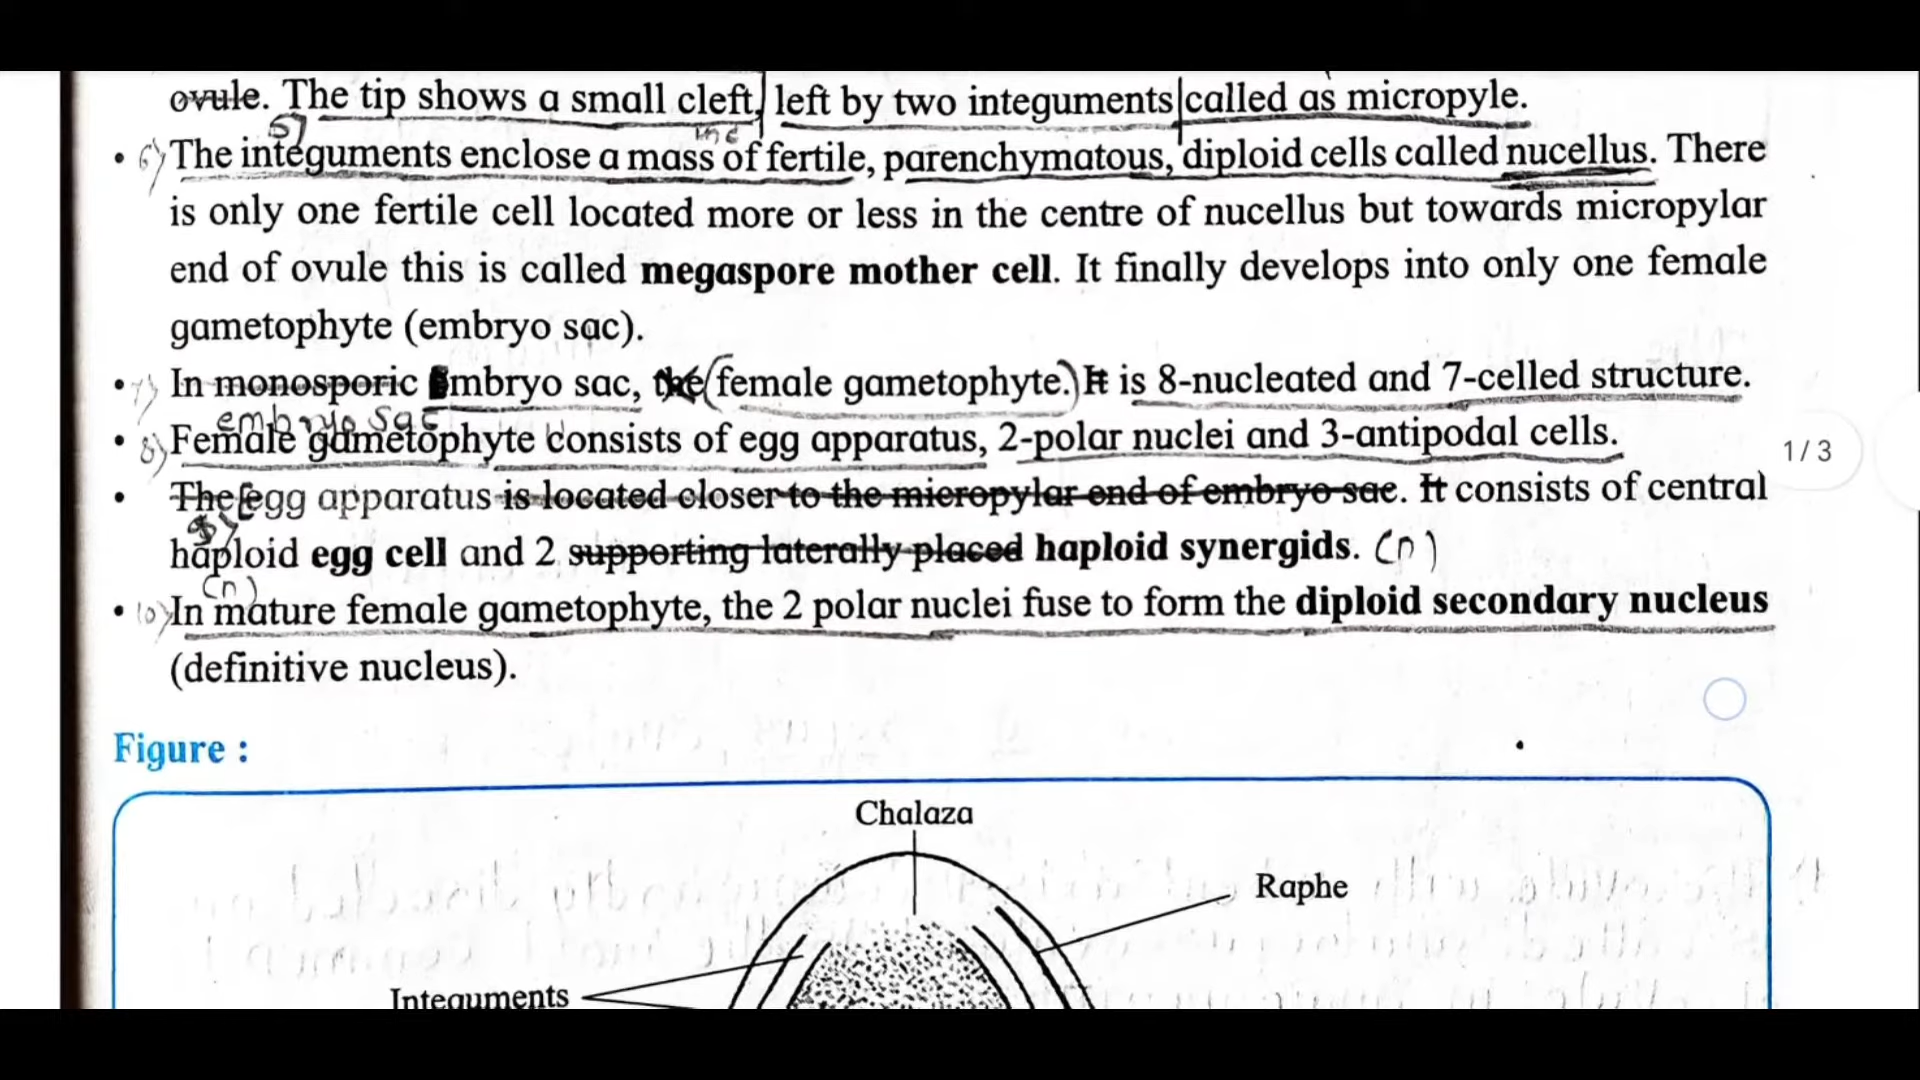 ovule. The tip shows a small cleft, left by two integuments called as micropyle.
5)
• 6) The integuments enclose a mass of fertile, parenchymatous, diploid cells called nucellus. There
is only one fertile cell located more or less in the centre of nucellus but towards micropylar
end of ovule this is called megaspore mother cell. It finally develops into only one female
gametophyte (embryo sac).
• 7) In monosporic Embryo sac, the (female gametophyte.) It is 8-nucleated and 7-celled structure.
embryo sac
• 8) Female gametophyte consists of egg apparatus, 2-polar nuclei and 3-antipodal cells.
1/3
• The Egg apparatus is located closer to the micropylar end of embryo sac. It consists of central
haploid egg cell and 2 supporting laterally placed haploid synergids. (n)
(n)
• 10) In mature female gametophyte, the 2 polar nuclei fuse to form the diploid secondary nucleus
(definitive nucleus).
Figure :
Chalaza
Raphe
Integuments